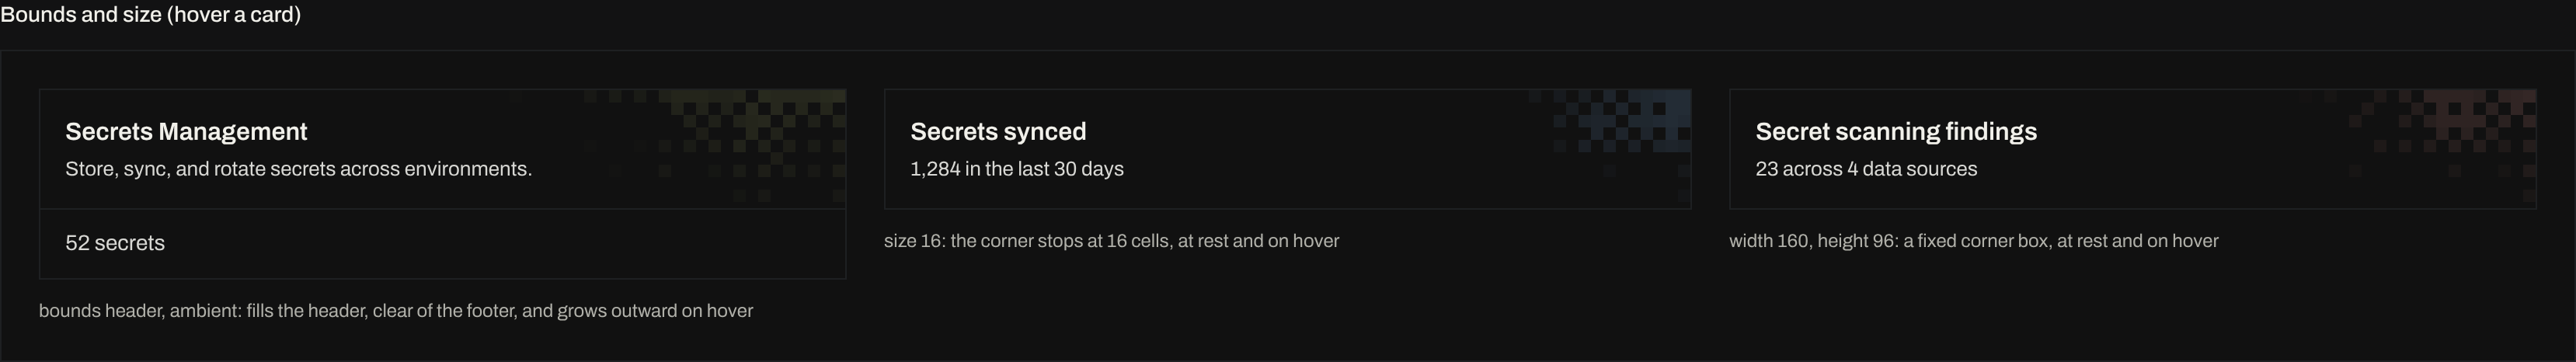 Bounds and size (hover a card)
Secrets Management
Store, sync, and rotate secrets across environments.
52 secrets
bounds header, ambient: fills the header, clear of the footer, and grows outward on hover
Secrets synced
1,284 in the last 30 days
size 16: the corner stops at 16 cells, at rest and on hover
Secret scanning findings
23 across 4 data sources
width 160, height 96: a fixed corner box, at rest and on hover